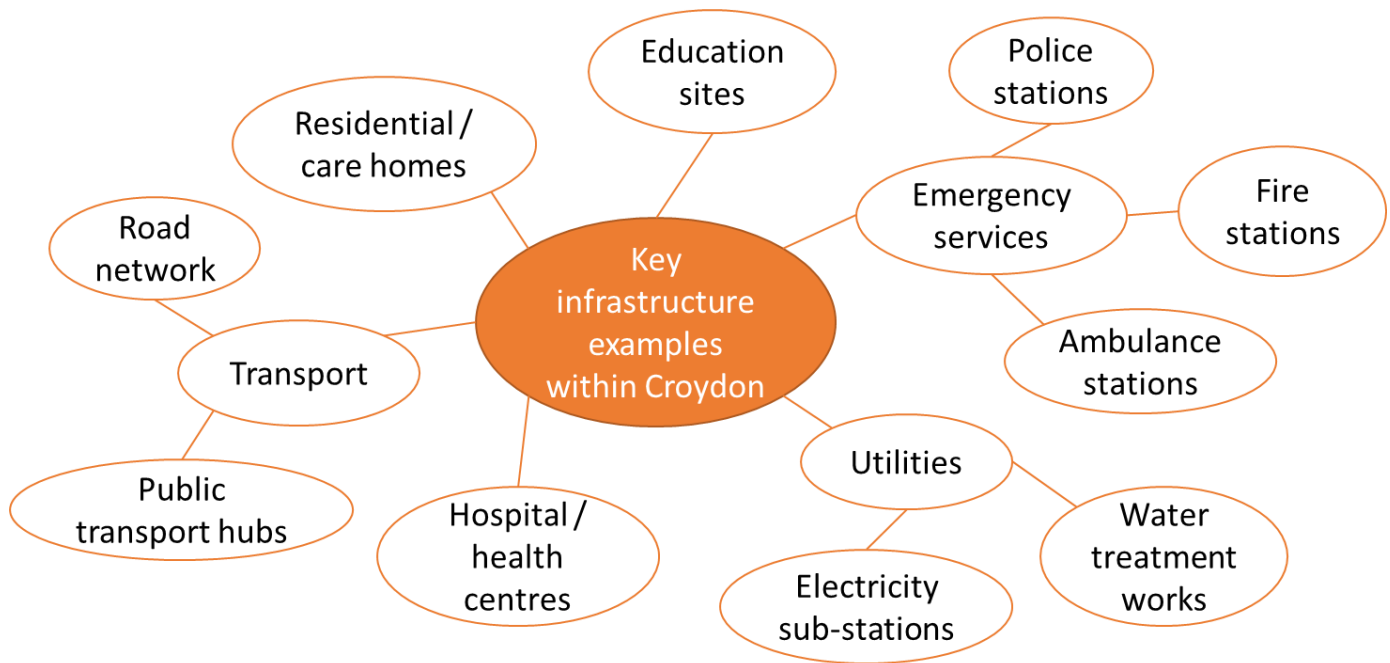 Education
sites
Police
stations
Residential /
care homes
Emergency
services
Fire
stations
Road
network
Key
infrastructure
examples
within Croydon
Transport
Ambulance
stations
Utilities
Public
transport hubs
Hospital /
health
centres
Water
treatment
works
Electricity
sub-stations